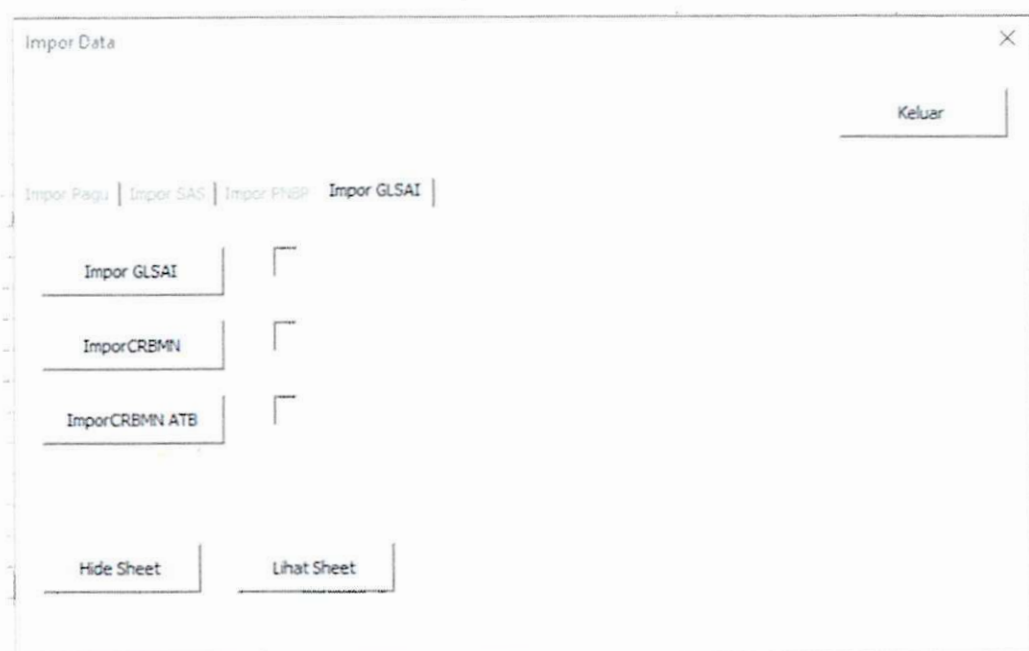 Impor Data
Keluar
Impor Pagu Impor SAS Impor PNBP Impor GLSAI
Impor GLSAI
ImporCRBMN
ImporCRBMN ATB
Hide Sheet Lihat Sheet